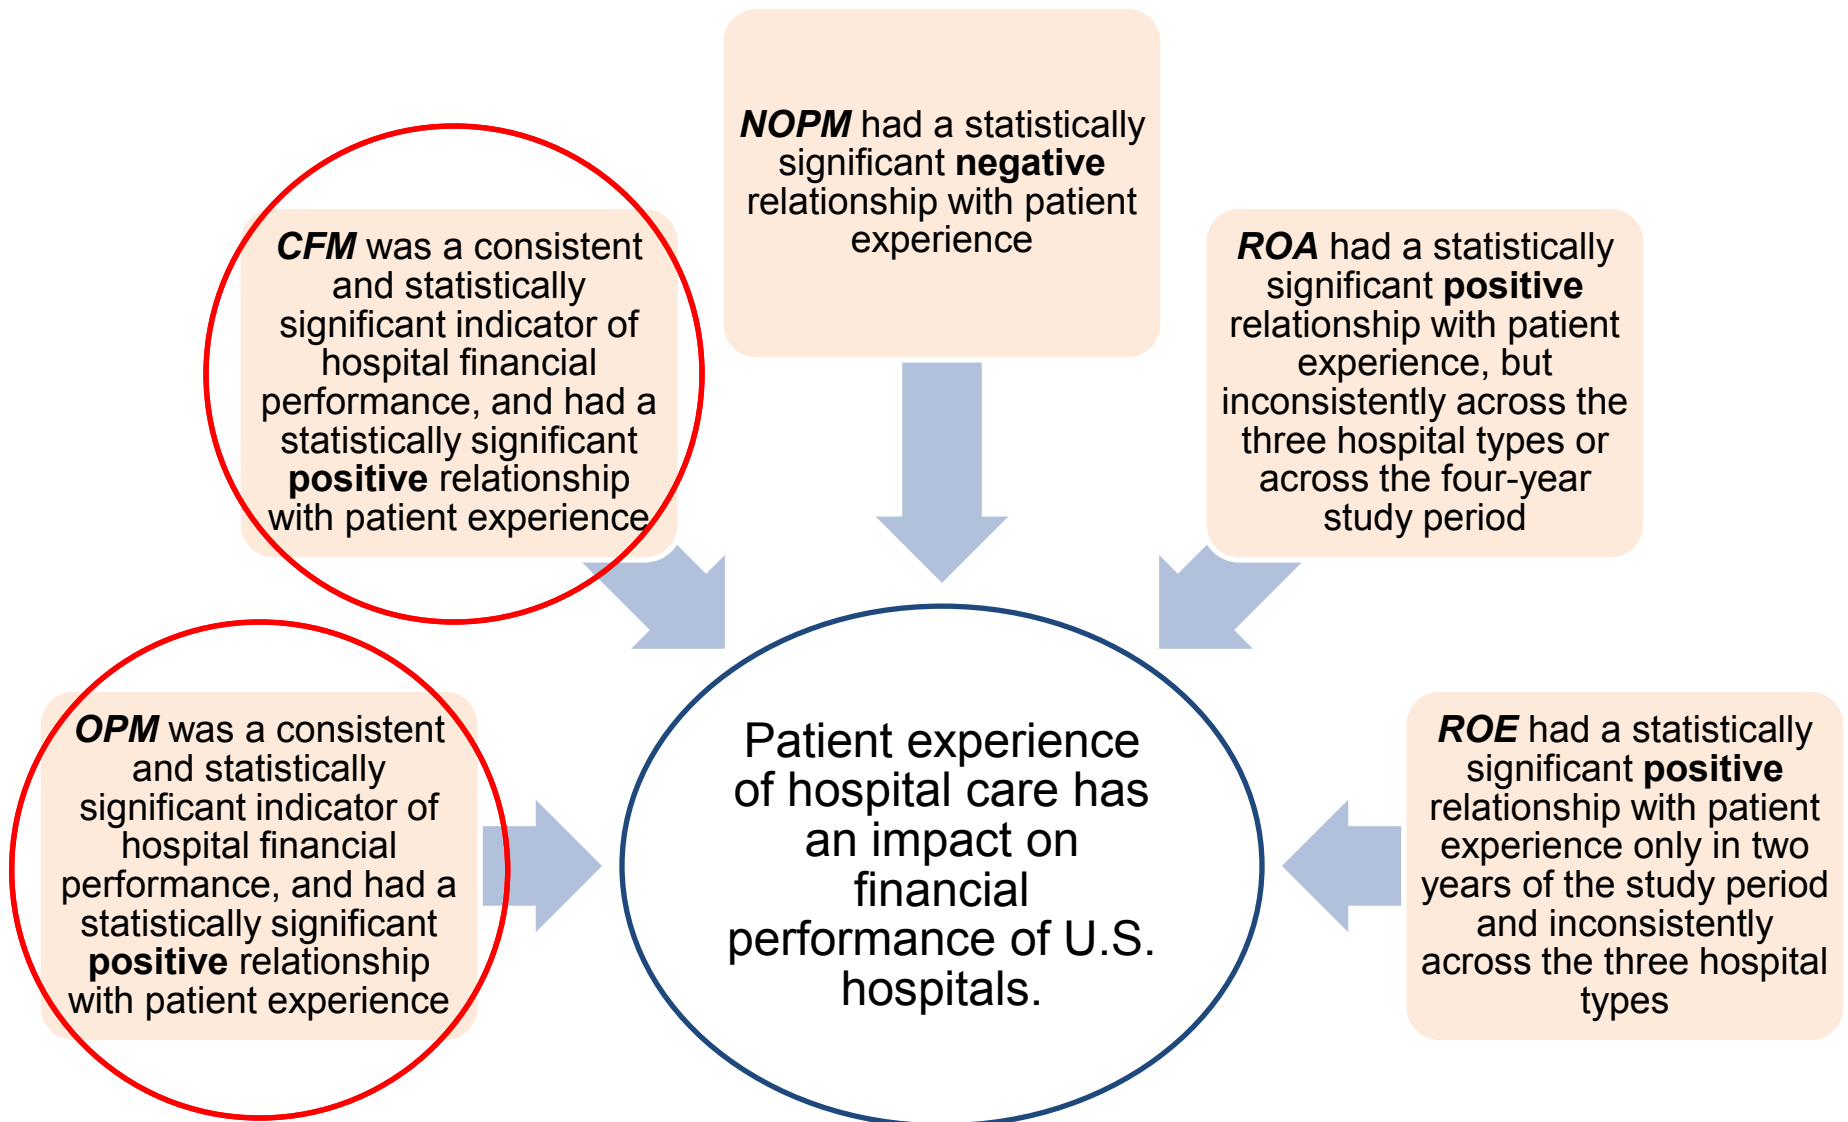 NOPM had a statistically
significant negative
relationship with patient
experience
CFM was a consistent
and statistically
significant indicator of
hospital financial
performance, and had a
statistically significant
positive relationship
with patient experience
ROA had a statistically
significant positive
relationship with patient
experience, but
inconsistently across the
three hospital types or
across the four-year
study period
OPM was a consistent
and statistically
significant indicator of
hospital financial
performance, and had a
statistically significant
positive relationship
with patient experience
Patient experience
of hospital care has
an impact on
financial
performance of U.S.
hospitals.
ROE had a statistically
significant positive
relationship with patient
experience only in two
years of the study period
and inconsistently
across the three hospital
types